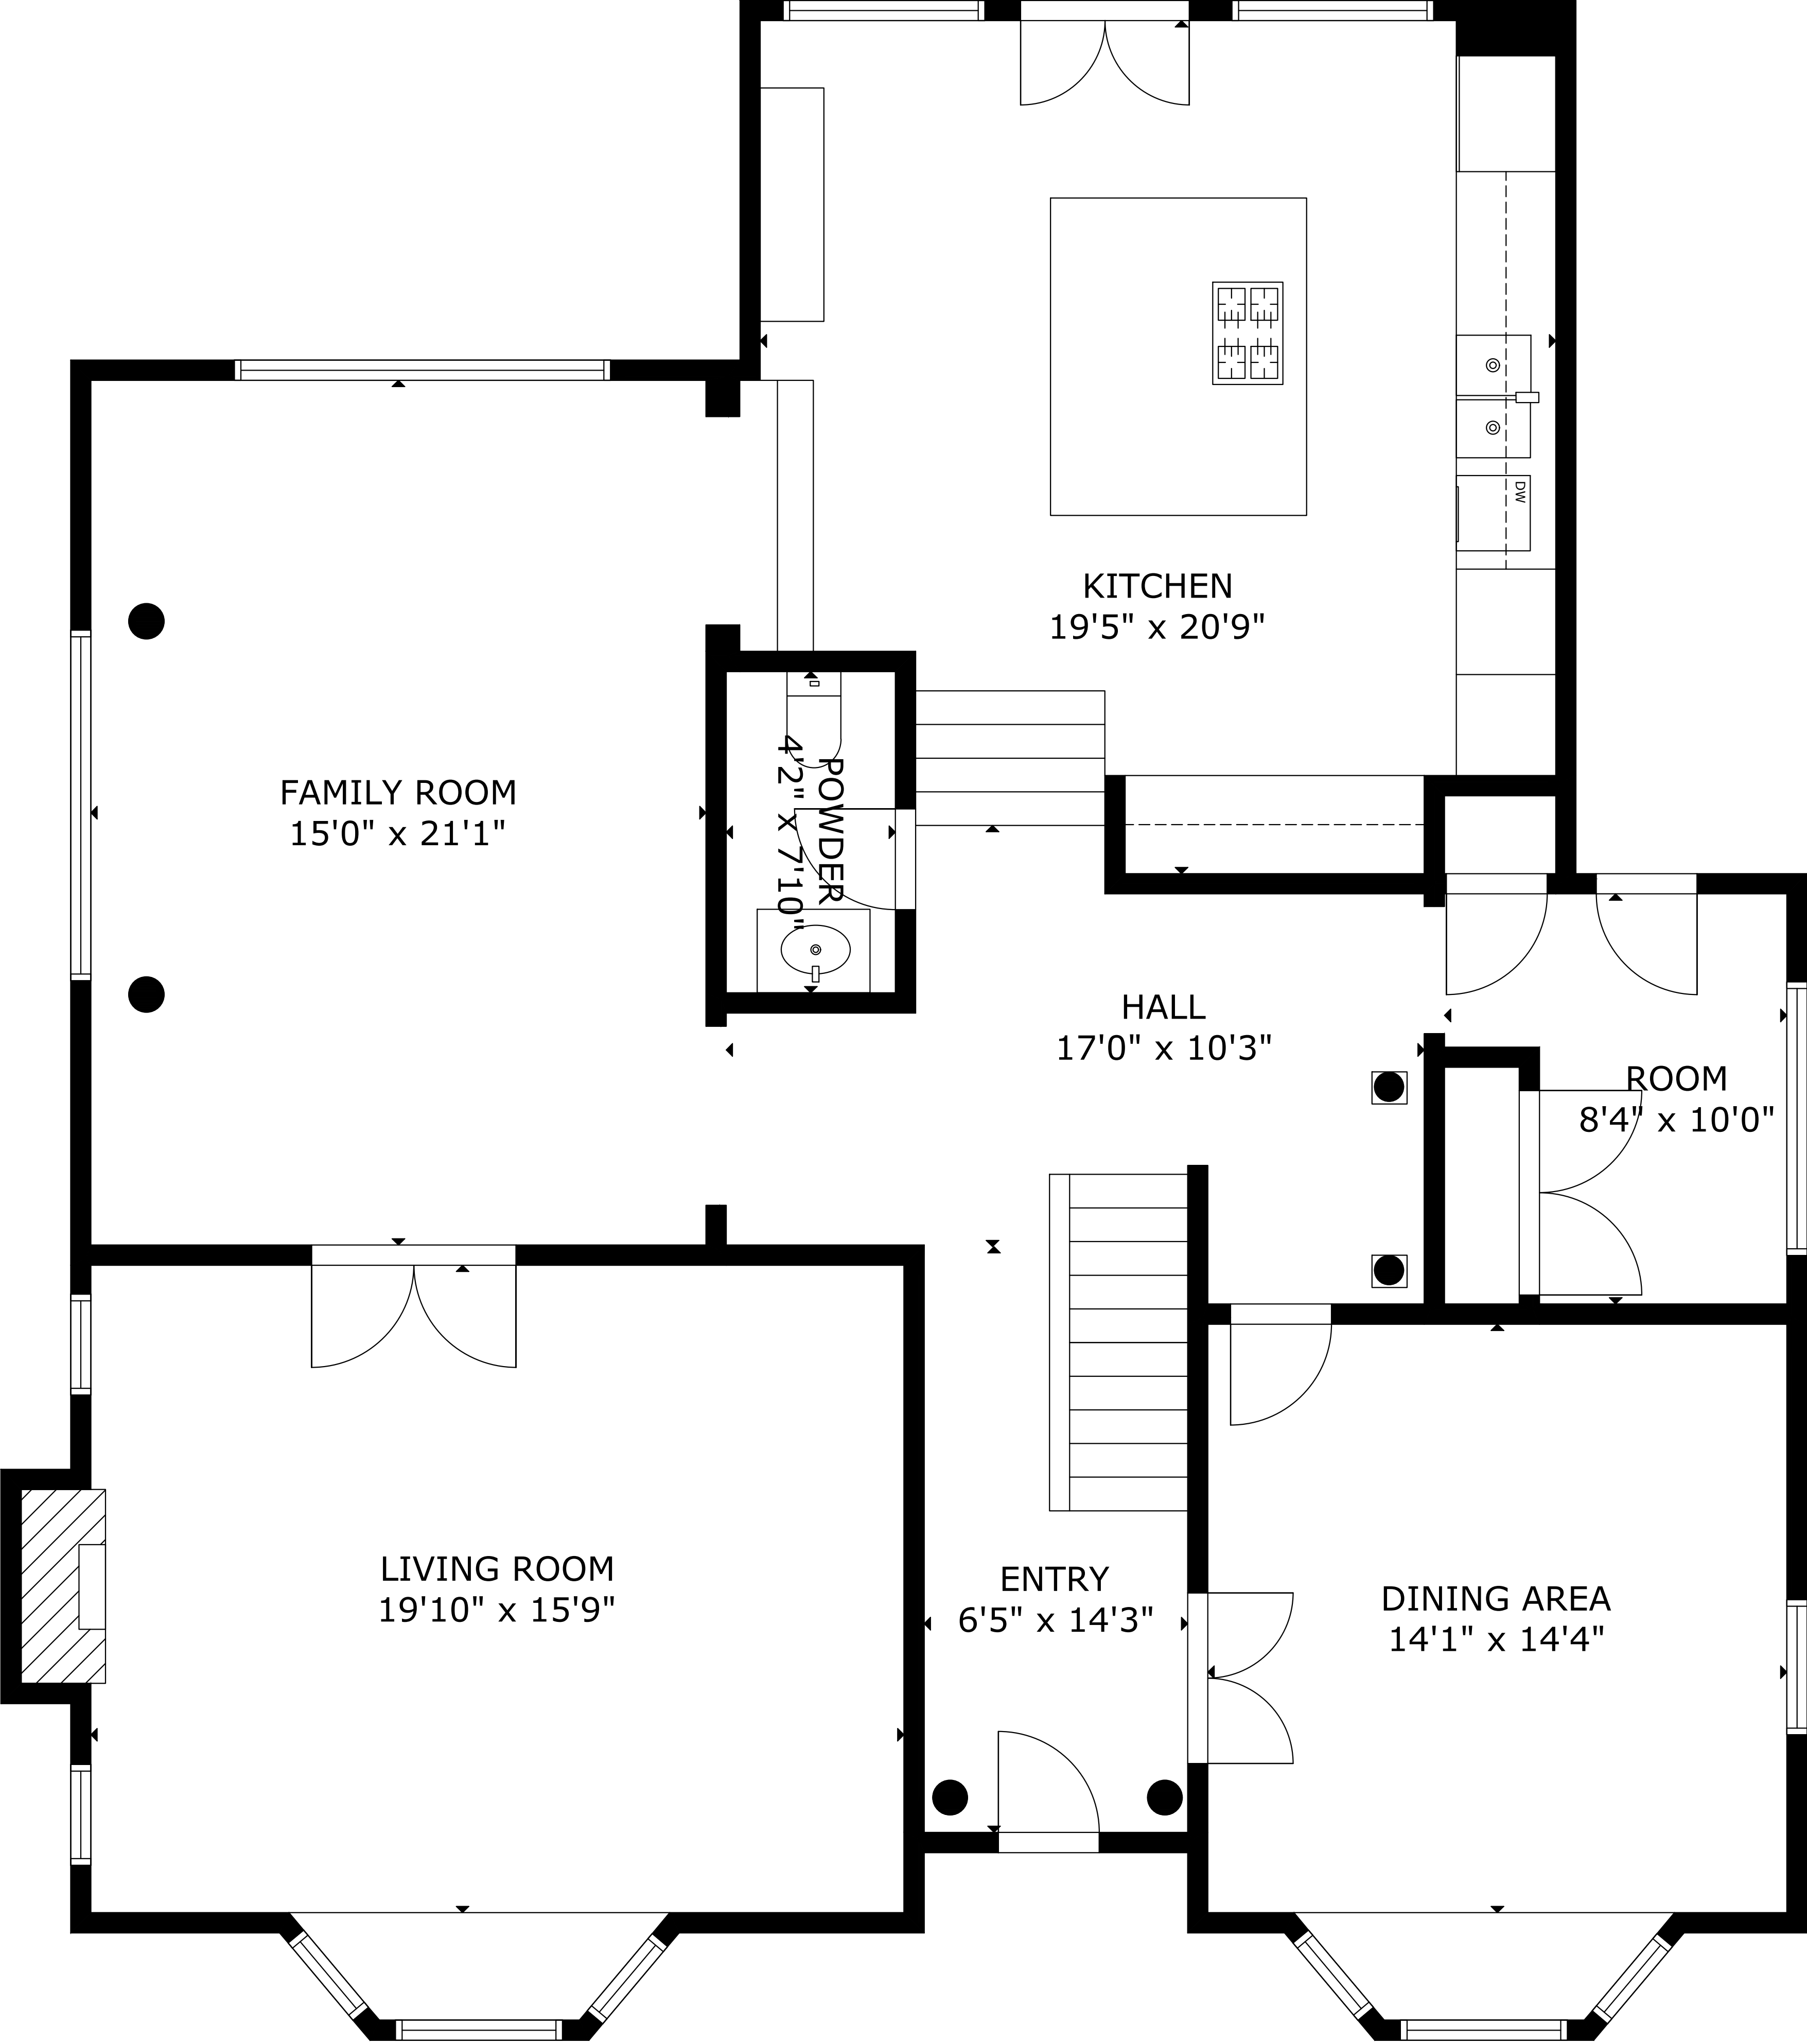 DW
KITCHEN
19'5" x 20'9"
FAMILY ROOM
15'0" x 21'1"
POWDER
4'2" x 7'10"
HALL
17'0" x 10'3"
ROOM
8'4" x 10'0"
LIVING ROOM
19'10" x 15'9"
ENTRY
6'5" x 14'3"
DINING AREA
14'1" x 14'4"